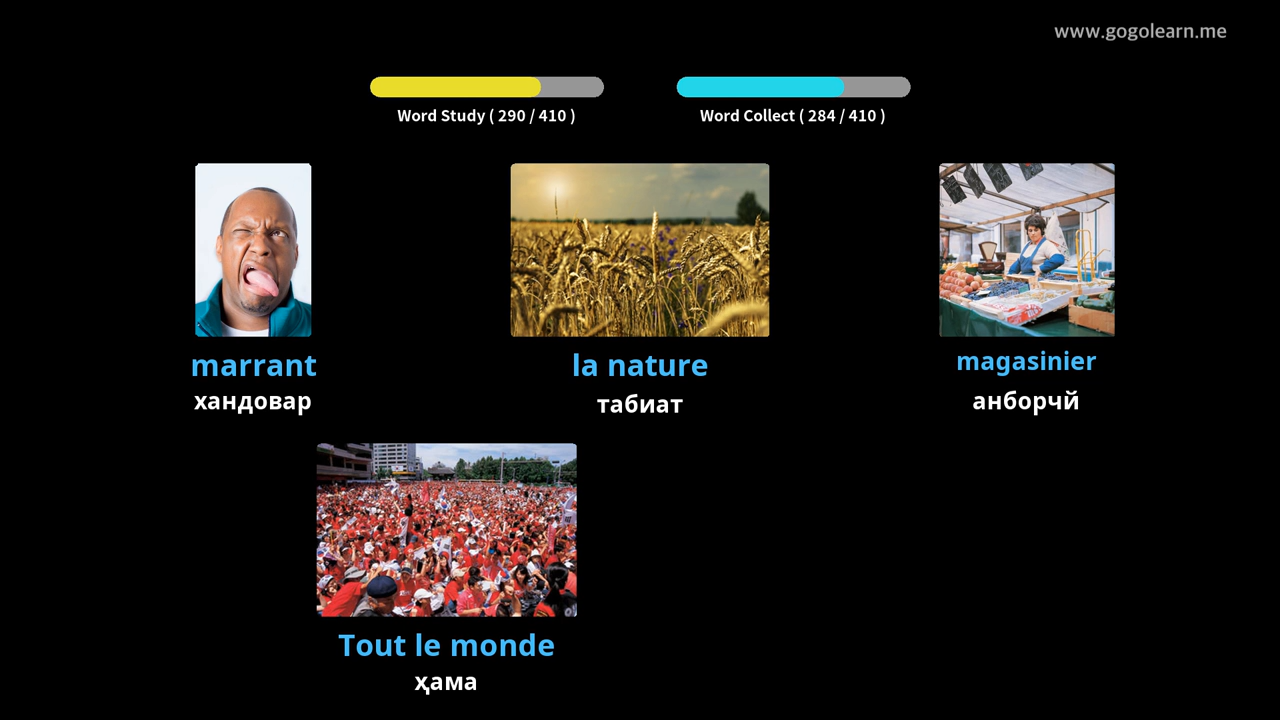 www.gogolearn.me
Word Study ( 290 / 410 )
Word Collect ( 284 / 410 )
marrant
хандовар
la nature
табиат
magasinier
анборчй
Tout le monde
ҳама